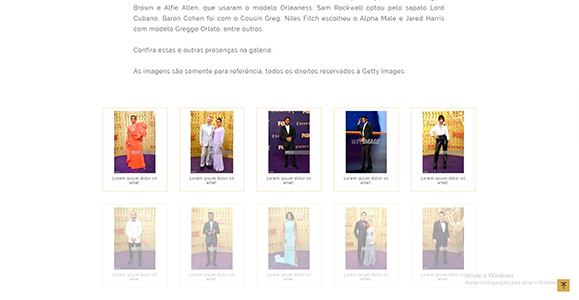 Brown e Alfie Allen, que usaram o modelo Orleaness. Sam Rockwell optou pelo sapato Lord
Cubano, Baron Cohen foi com o Cousin Greg, Niles Fitch escolheu o Alpha Male e Jared Harris
com modelo Greggo Orlato, entre outros.
Confira essas e outras presenças na galeria:
As imagens são somente para referência, todos os direitos reservados à Getty Images.
Lorem ipsum dolor sit
amet.
Lorem ipsum dolor sit
amet.
Lorem ipsum dolor sit
amet.
Lorem ipsum dolor sit
amet.
Lorem ipsum dolor sit
amet.
Lorem ipsum dolor sit
amet.
Lorem ipsum dolor sit
amet.
Lorem ipsum dolor sit
amet.
Lorem ipsum dolor sit
amet.
Lorem ipsum dolor sit
amet.
Ativar o Windows
Acesse Configurações para ativar o Windows.